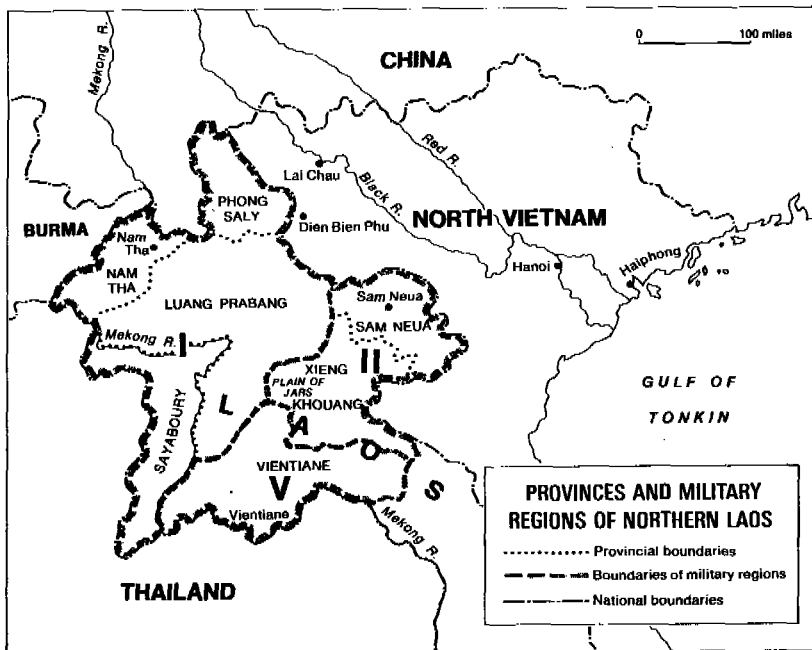 0 100 miles
CHINA
Mekong R.
Red R.
Black R.
Lai Chau
PHONG
SALY
Dien Bien Phu
NORTH VIETNAM
BURMA
Nam
Tha
NAM
THA
Hanoi
Haiphong
LUANG PRABANG
Sam Neua
SAM NEUA
Mekong R.
I
XIENG
II
PLAIN OF
JARS
KHOUANG
GULF OF
TONKIN
SAYABOURY
L
A
O
S
VIENTIANE
V
Vientiane
Mekong R.
THAILAND
PROVINCES AND MILITARY
REGIONS OF NORTHERN LAOS
Provincial boundaries
Boundaries of military regions
National boundaries